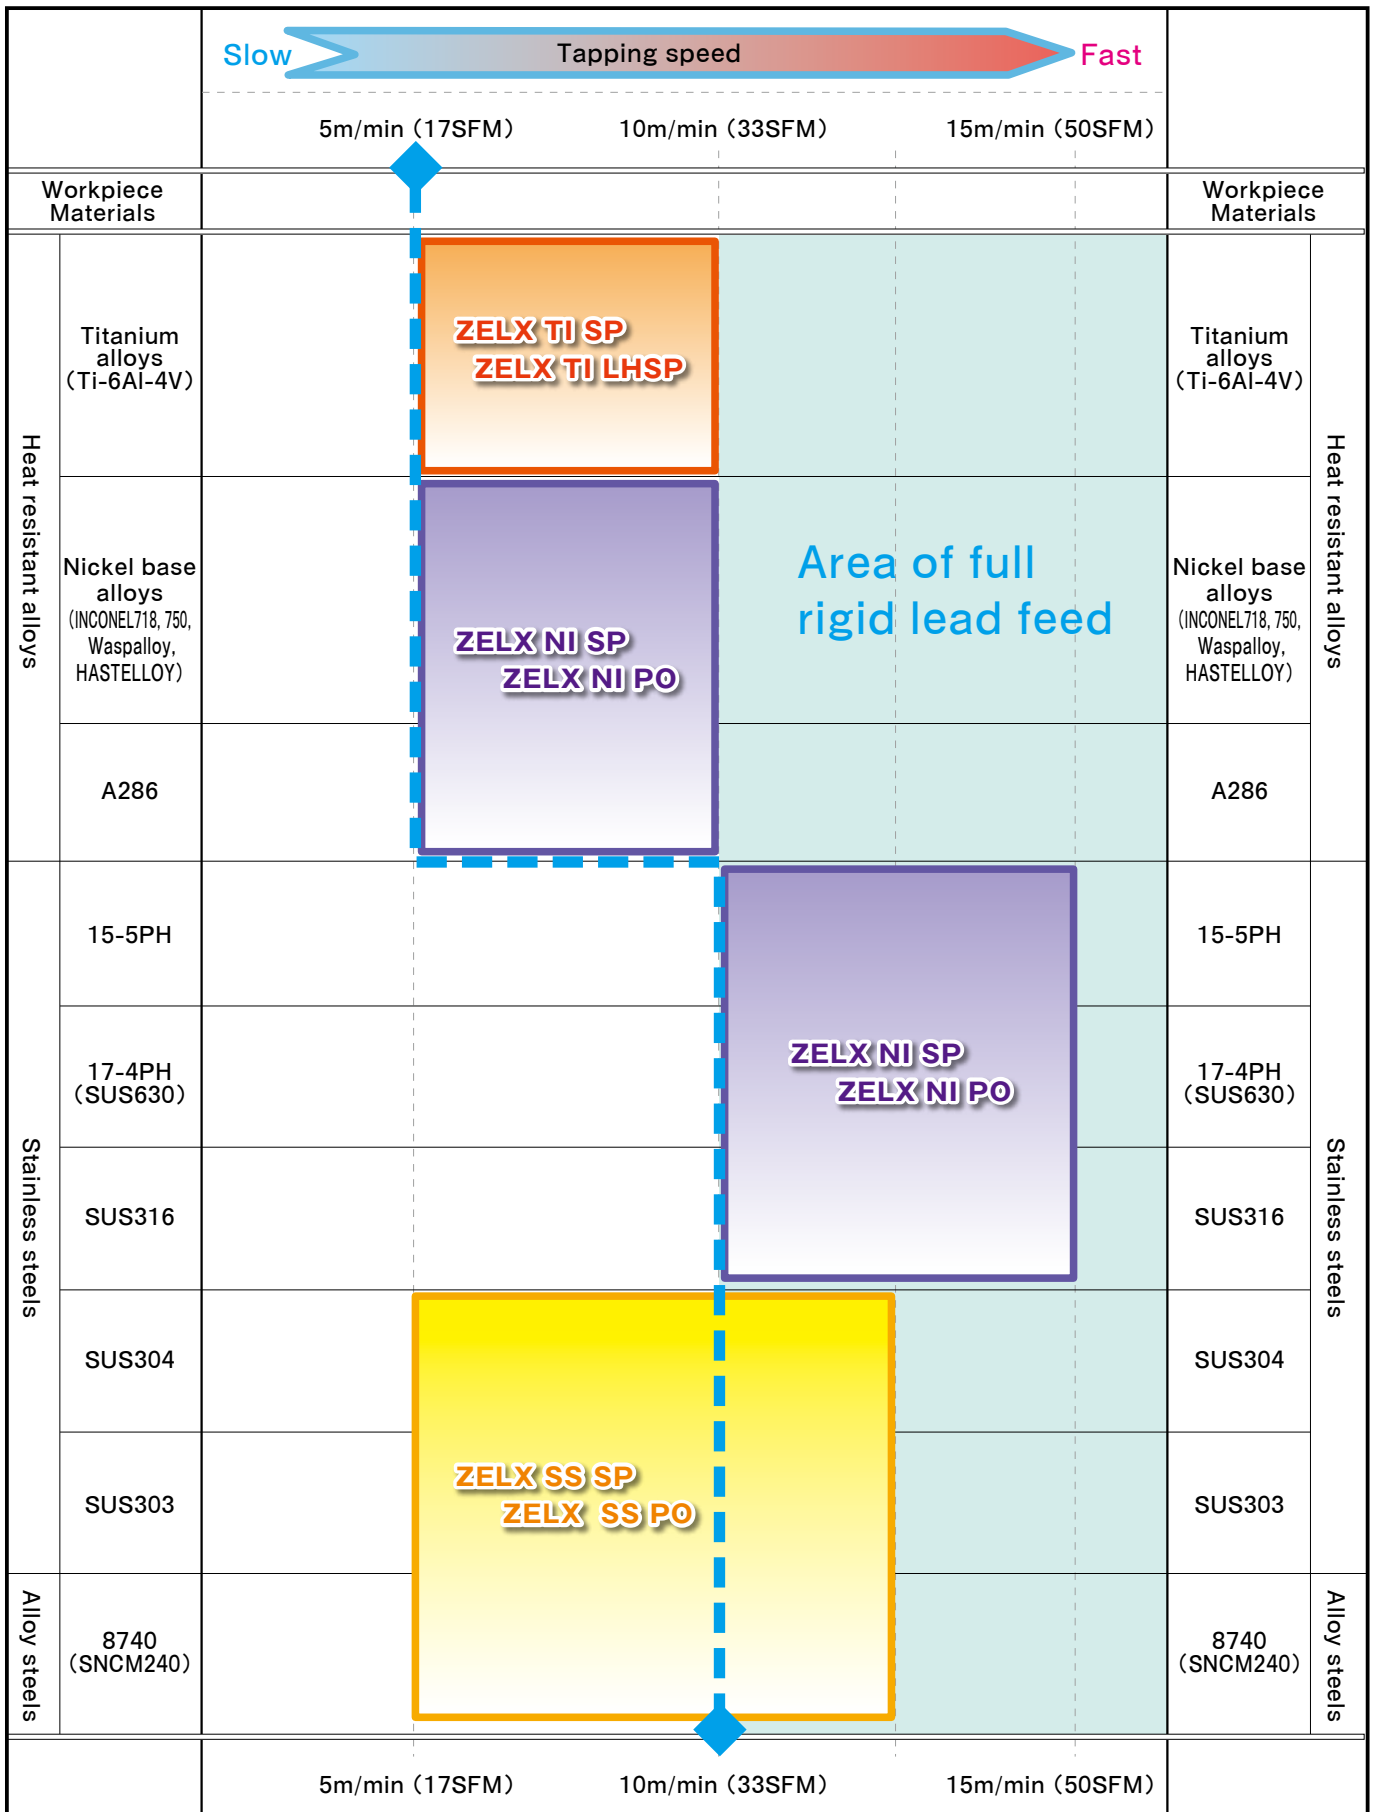 Slow Tapping speed Fast
5m/min (17SFM) 10m/min (33SFM) 15m/min (50SFM)
Workpiece
Materials
Workpiece
Materials
Heat resistant alloys
Titanium
alloys
(Ti-6Al-4V)
ZELX TI SP
ZELX TI LHSP
Titanium
alloys
(Ti-6Al-4V)
Heat resistant alloys
Nickel base
alloys
(INCONEL718, 750,
Waspalloy,
HASTELLOY)
ZELX NI SP
ZELX NI PO
Area of full
rigid lead feed
Nickel base
alloys
(INCONEL718, 750,
Waspalloy,
HASTELLOY)
A286
A286
Stainless steels
15-5PH
15-5PH
Stainless steels
17-4PH
(SUS630)
ZELX NI SP
ZELX NI PO
17-4PH
(SUS630)
SUS316
SUS316
SUS304
SUS304
SUS303
ZELX SS SP
ZELX SS PO
SUS303
Alloy steels
8740
(SNCM240)
8740
(SNCM240)
Alloy steels
5m/min (17SFM) 10m/min (33SFM) 15m/min (50SFM)